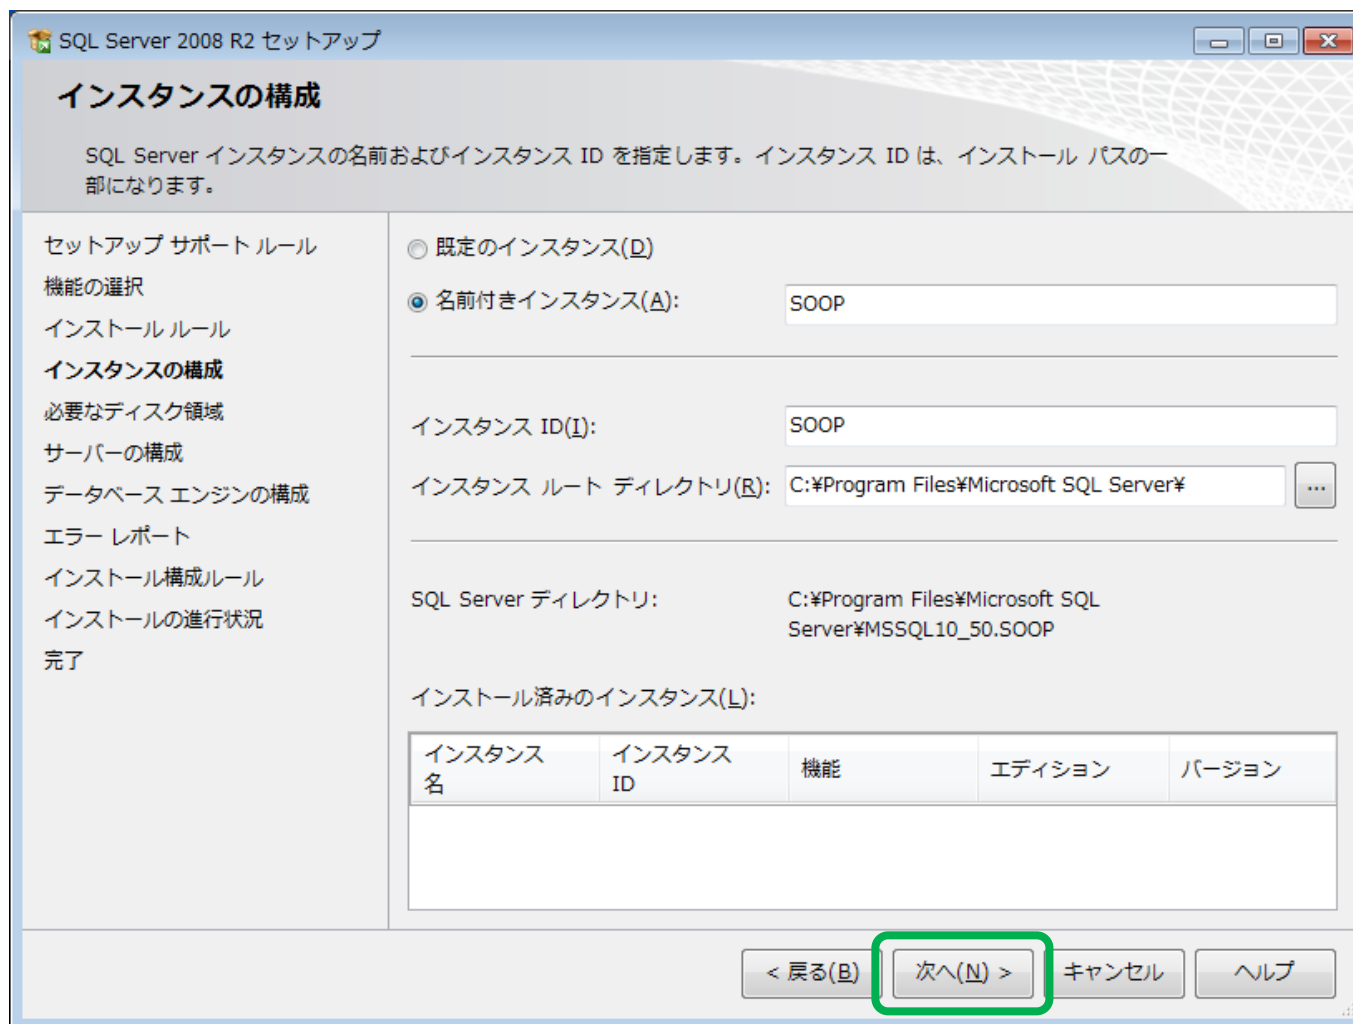 SQL Server 2008 R2 セットアップ
インスタンスの構成
SQL Server インスタンスの名前およびインスタンス ID を指定します。インスタンス ID は、インストール パスの一
部になります。
セットアップ サポート ルール
機能の選択
インストール ルール
インスタンスの構成
必要なディスク領域
サーバーの構成
データベース エンジンの構成
エラー レポート
インストール構成ルール
インストールの進行状況
完了
既定のインスタンス(D)
名前付きインスタンス(A): SOOP
インスタンス ID(I): SOOP
インスタンス ルート ディレクトリ(R): C:¥Program Files¥Microsoft SQL Server¥ ...
SQL Server ディレクトリ: C:¥Program Files¥Microsoft SQL
Server¥MSSQL10_50.SOOP
インストール済みのインスタンス(L):
インスタンス
名
インスタンス
ID
機能
エディション
バージョン
< 戻る(B) 次へ(N) > キャンセル ヘルプ